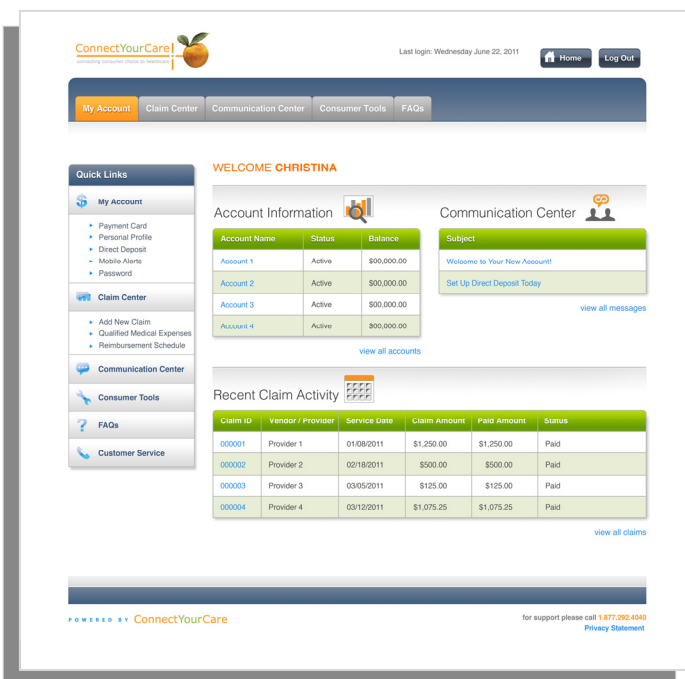 ConnectYourCare
connecting consumer choice to healthcare
Last login: Wednesday June 22, 2011
Home
Log Out
My Account
Claim Center
Communication Center
Consumer Tools
FAQs
WELCOME CHRISTINA
Quick Links
My Account
Payment Card
Personal Profile
Direct Deposit
Mobile Alerts
Password
Claim Center
Add New Claim
Qualified Medical Expenses
Reimbursement Schedule
Communication Center
Consumer Tools
FAQs
Customer Service
Account Information
Account Name Status Balance
Account 1 Active $00,000.00
Account 2 Active $00,000.00
Account 3 Active $00,000.00
Account 4 Active $00,000.00
view all accounts
Communication Center
Subject
Welcome to Your New Account!
Set Up Direct Deposit Today
view all messages
Recent Claim Activity
Claim ID Vendor / Provider Service Date Claim Amount Paid Amount Status
000001 Provider 1 01/08/2011 $1,250.00 $1,250.00 Paid
000002 Provider 2 02/18/2011 $500.00 $500.00 Paid
000003 Provider 3 03/05/2011 $125.00 $125.00 Paid
000004 Provider 4 03/12/2011 $1,075.25 $1,075.25 Paid
view all claims
POWERED BY ConnectYourCare
for support please call 1.877.292.4040
Privacy Statement